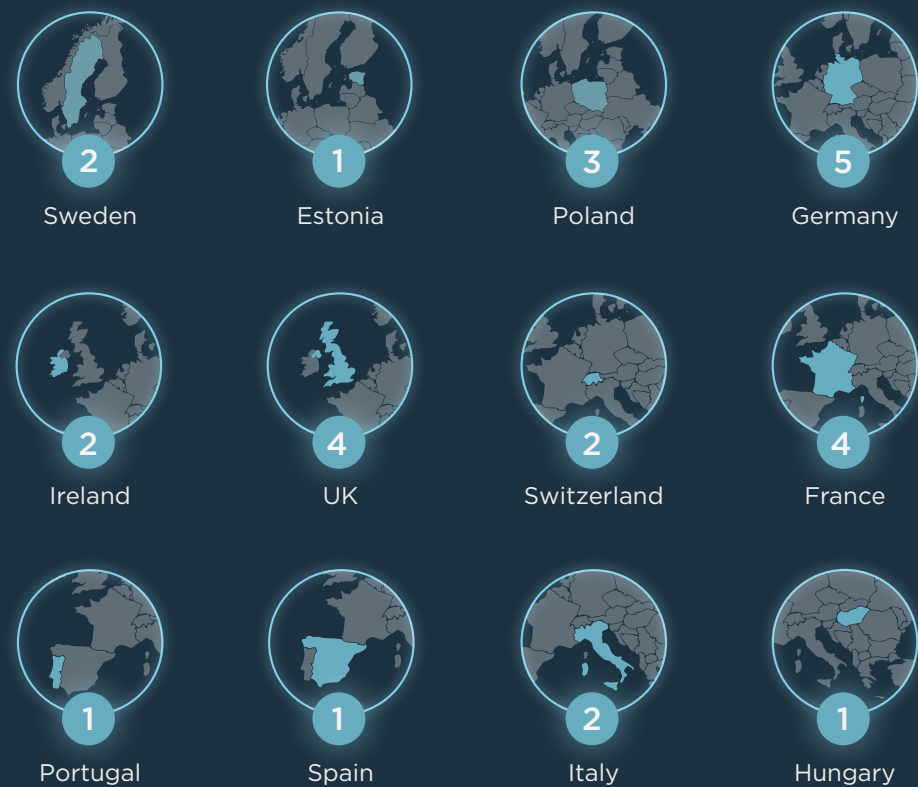 2 1 3 5
Sweden Estonia Poland Germany
2 4 2 4
Ireland UK Switzerland France
1 1 2 1
Portugal Spain Italy Hungary